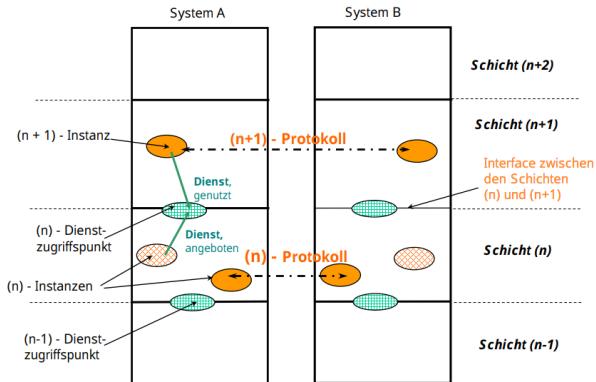 System A
System B
Schicht (n+2)
(n + 1) - Instanz
(n+1) - Protokoll
Schicht (n+1)
Interface zwischen
den Schichten
(n) und (n+1)
Dienst,
genutzt
(n) - Dienst-
zugriffspunkt
Dienst,
angeboten
(n) - Protokoll
Schicht (n)
(n) - Instanzen
(n-1) - Dienst-
zugriffspunkt
Schicht (n-1)